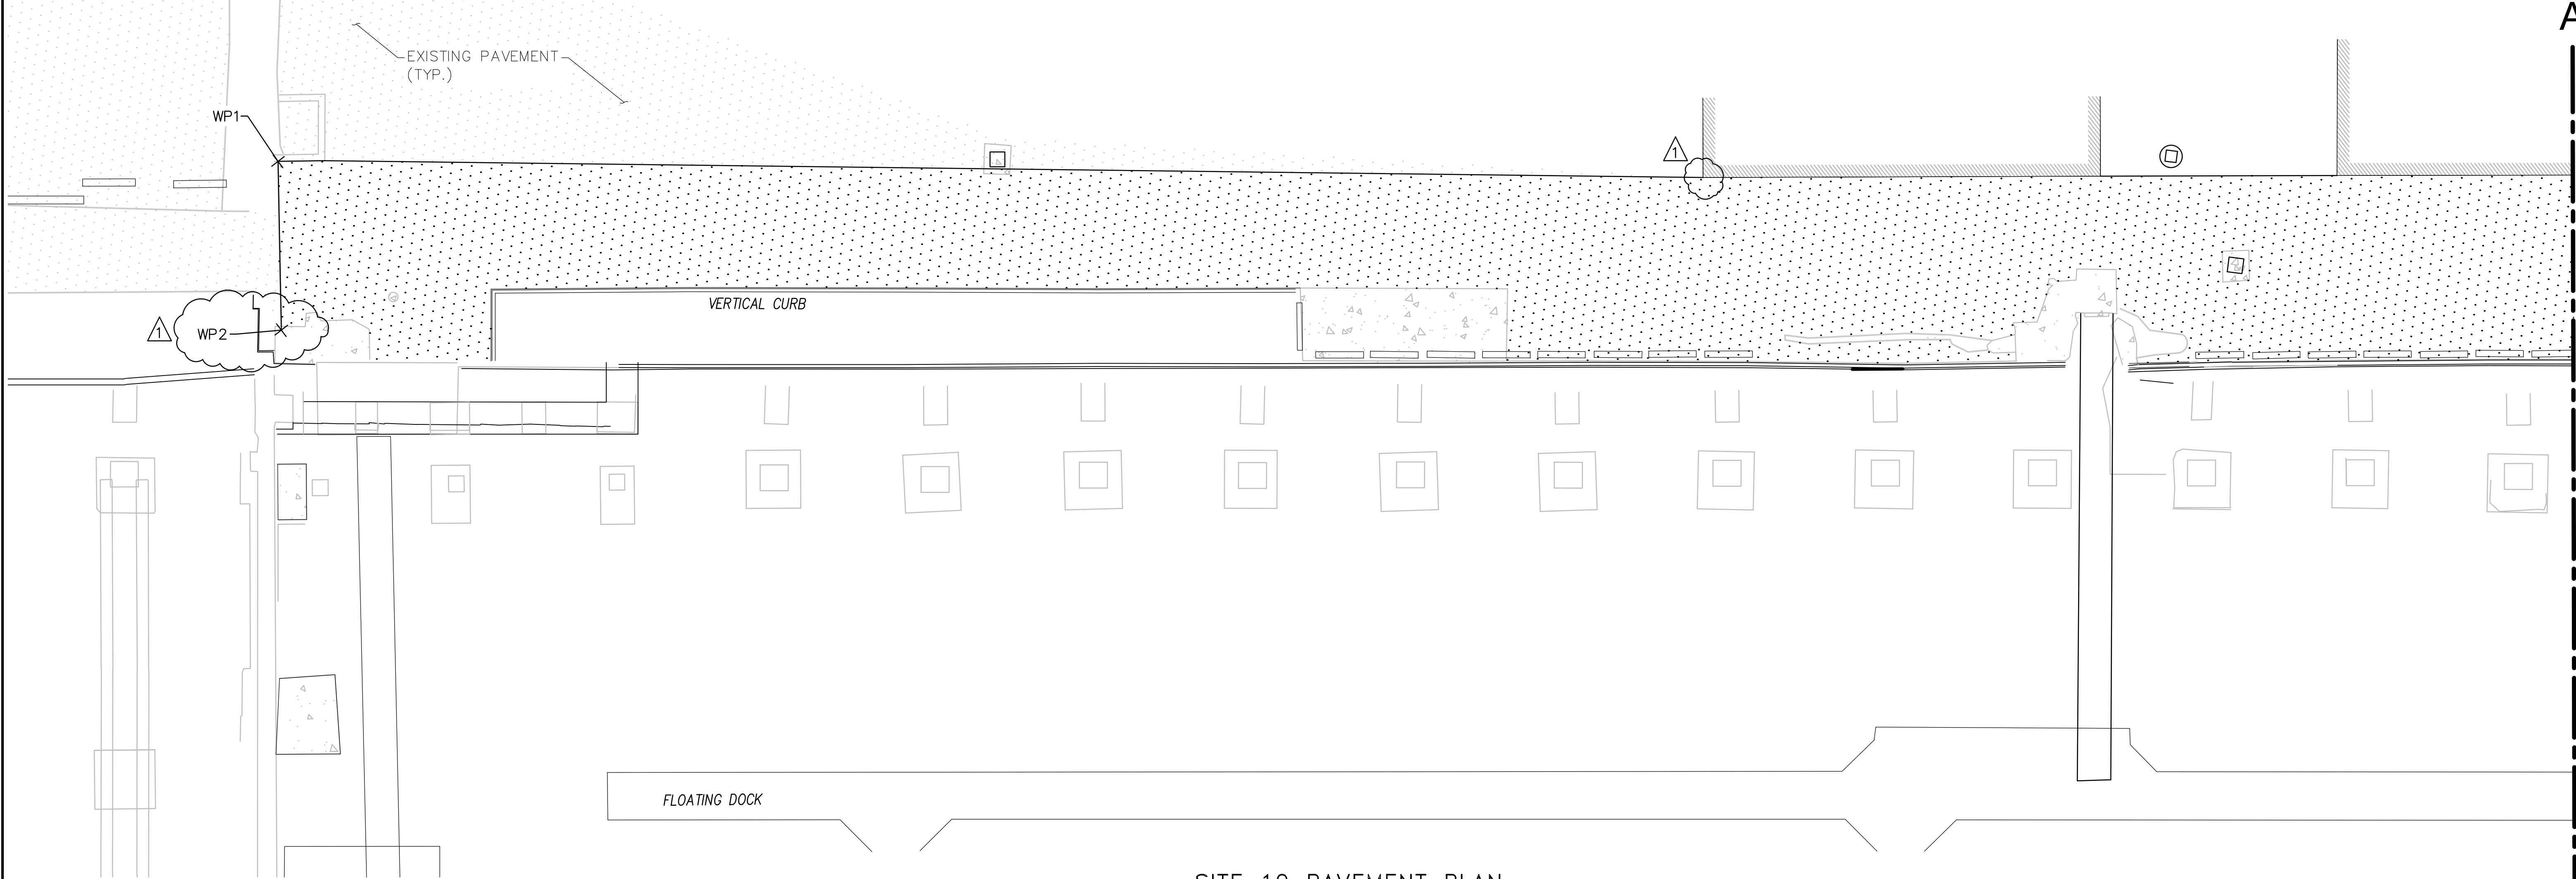 A
EXISTING PAVEMENT
(TYP.)
WP1
1
VERTICAL CURB
1
WP2
FLOATING DOCK